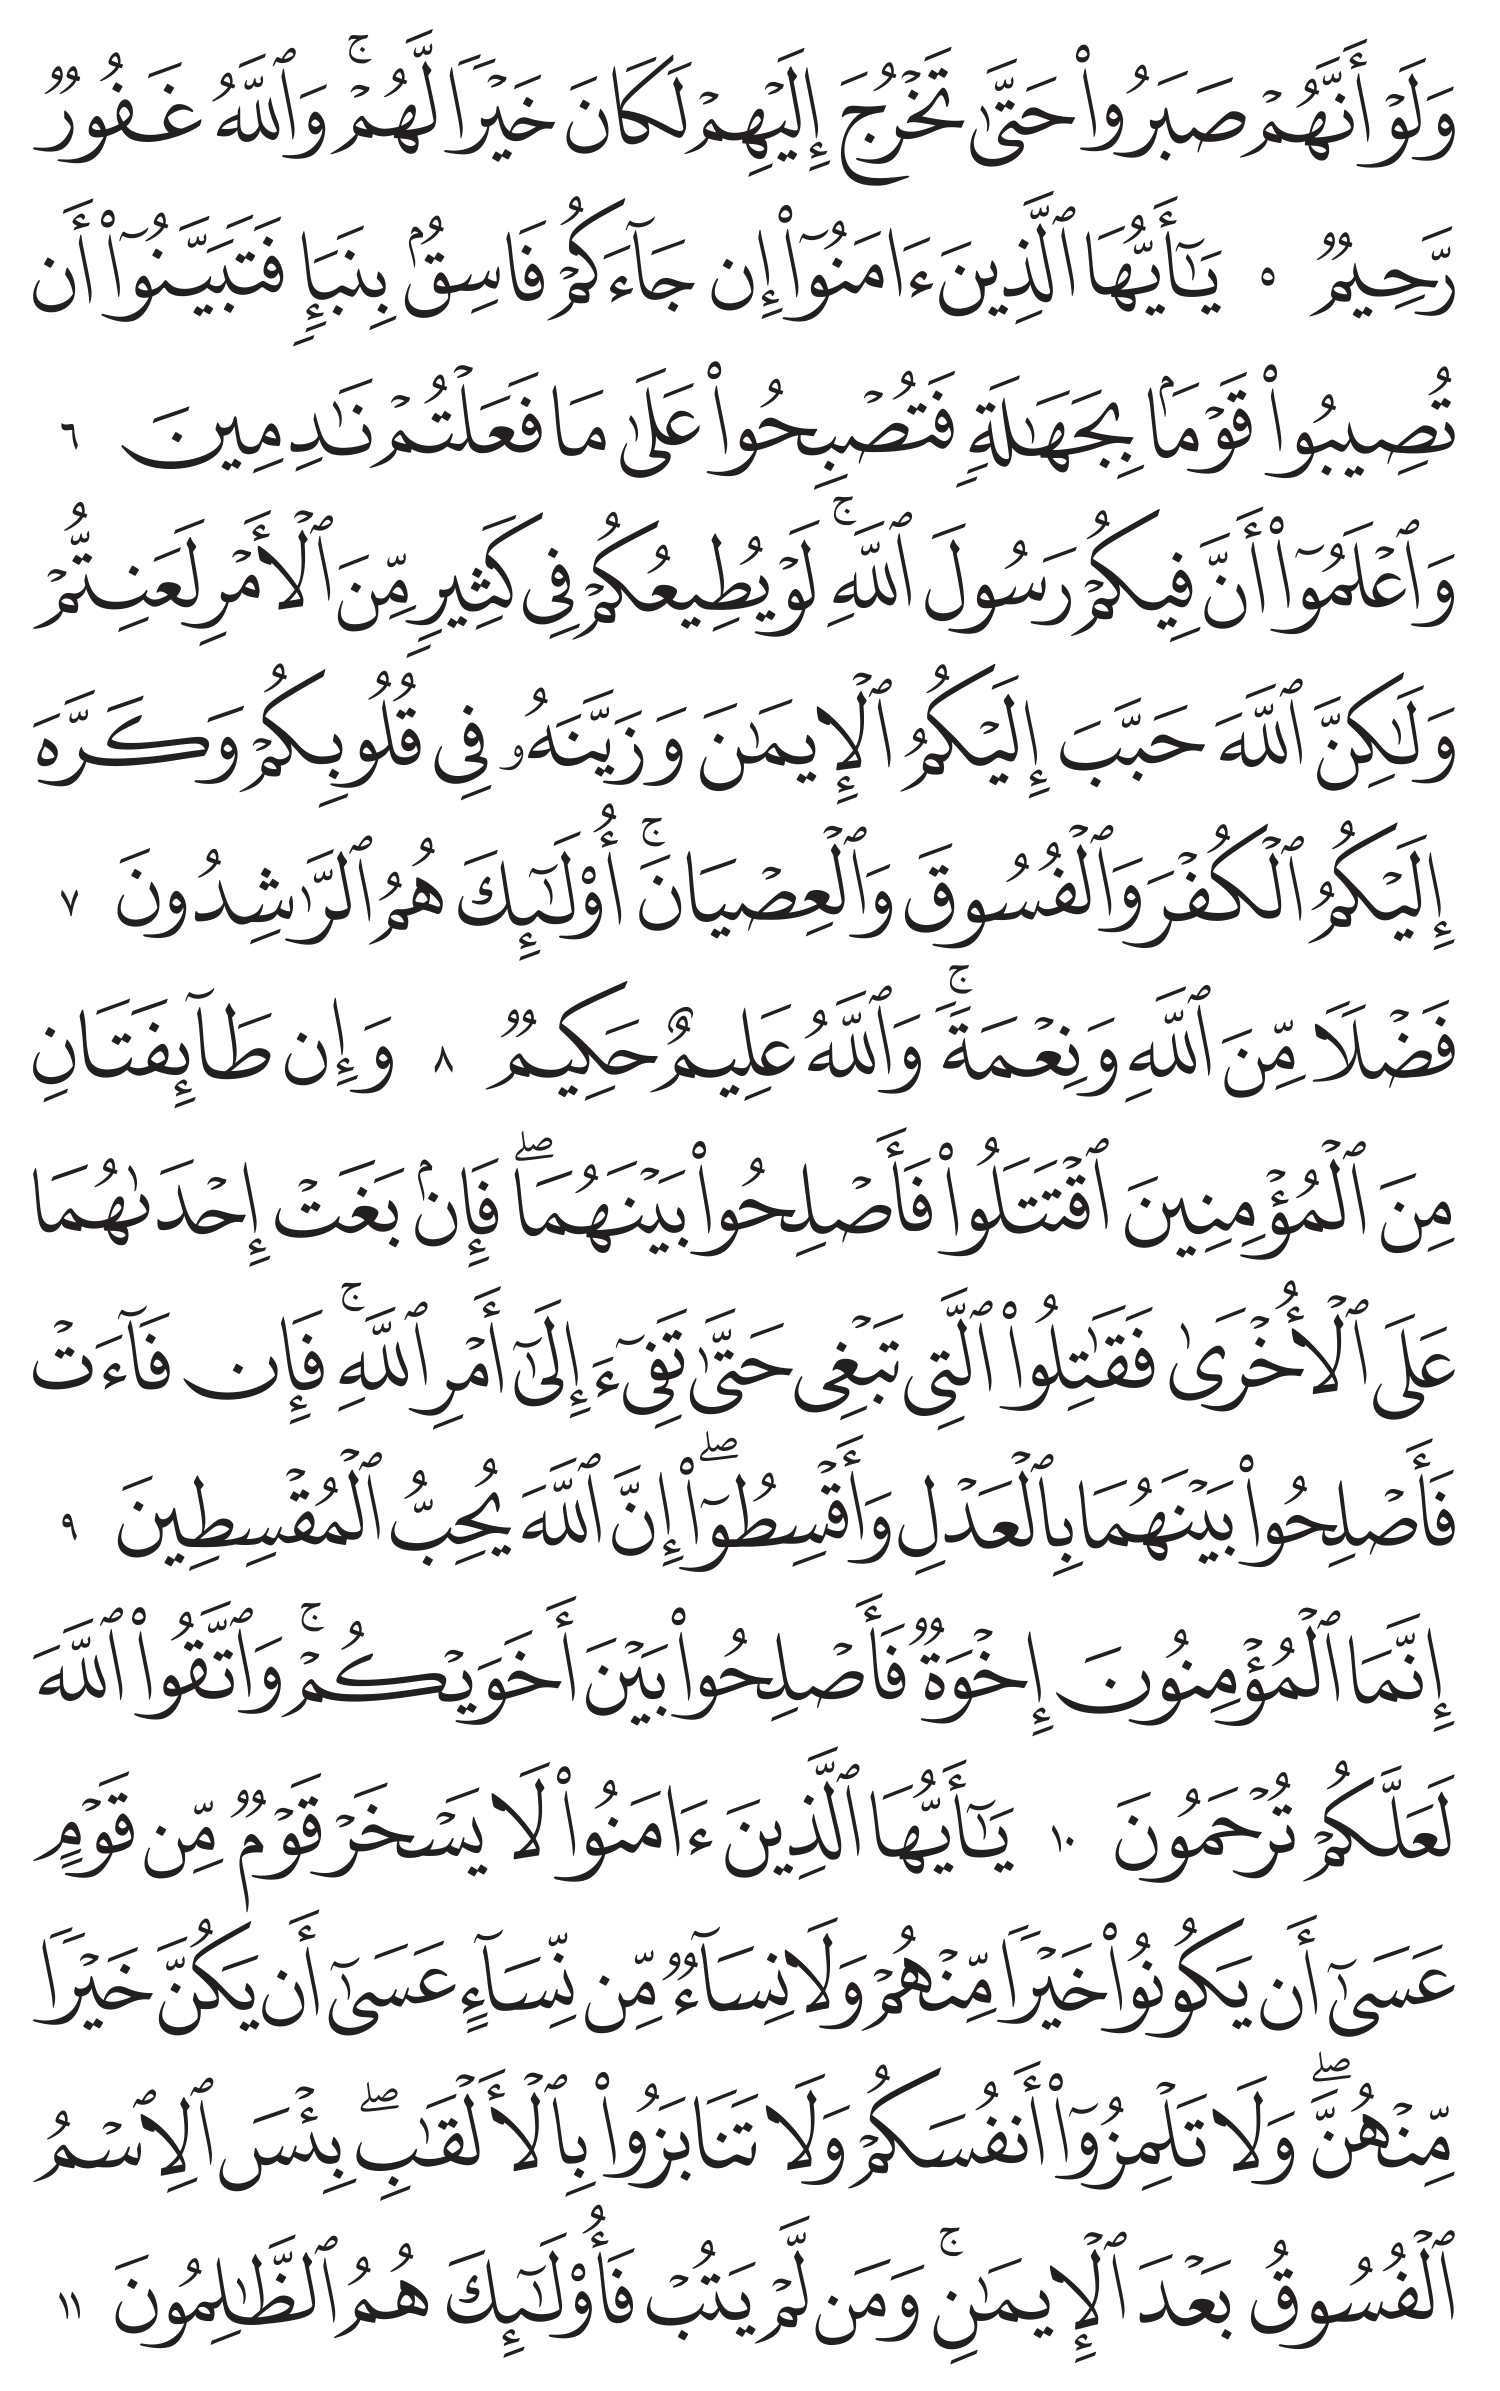 وَلَوْ أَنَّهُمْ صَبَرُوا۟ حَتَّىٰ تَخْرُجَ إِلَيْهِمْ لَكَانَ خَيْرًا لَّهُمْ ۚ وَٱللَّهُ غَفُورٌ
رَّحِيمٌ ٥ يَـٰٓأَيُّهَا ٱلَّذِينَ ءَامَنُوٓا۟ إِن جَآءَكُمْ فَاسِقٌۢ بِنَبَإٍ فَتَبَيَّنُوٓا۟ أَن
تُصِيبُوا۟ قَوْمًۢا بِجَهَـٰلَةٍ فَتُصْبِحُوا۟ عَلَىٰ مَا فَعَلْتُمْ نَـٰدِمِينَ ٦
وَٱعْلَمُوٓا۟ أَنَّ فِيكُمْ رَسُولَ ٱللَّهِ ۚ لَوْ يُطِيعُكُمْ فِى كَثِيرٍ مِّنَ ٱلْأَمْرِ لَعَنِتُّمْ
وَلَـٰكِنَّ ٱللَّهَ حَبَّبَ إِلَيْكُمُ ٱلْإِيمَـٰنَ وَزَيَّنَهُۥ فِى قُلُوبِكُمْ وَكَرَّهَ
إِلَيْكُمُ ٱلْكُفْرَ وَٱلْفُسُوقَ وَٱلْعِصْيَانَ ۚ أُو۟لَـٰٓئِكَ هُمُ ٱلرَّٰشِدُونَ ٧
فَضْلًا مِّنَ ٱللَّهِ وَنِعْمَةً ۚ وَٱللَّهُ عَلِيمٌ حَكِيمٌ ٨ وَإِن طَآئِفَتَانِ
مِنَ ٱلْمُؤْمِنِينَ ٱقْتَتَلُوا۟ فَأَصْلِحُوا۟ بَيْنَهُمَا ۖ فَإِنۢ بَغَتْ إِحْدَىٰهُمَا
عَلَى ٱلْأُخْرَىٰ فَقَـٰتِلُوا۟ ٱلَّتِى تَبْغِى حَتَّىٰ تَفِىٓءَ إِلَىٰٓ أَمْرِ ٱللَّهِ ۚ فَإِن فَآءَتْ
فَأَصْلِحُوا۟ بَيْنَهُمَا بِٱلْعَدْلِ وَأَقْسِطُوٓا۟ ۖ إِنَّ ٱللَّهَ يُحِبُّ ٱلْمُقْسِطِينَ ٩
إِنَّمَا ٱلْمُؤْمِنُونَ إِخْوَةٌ فَأَصْلِحُوا۟ بَيْنَ أَخَوَيْكُمْ ۚ وَٱتَّقُوا۟ ٱللَّهَ
لَعَلَّكُمْ تُرْحَمُونَ ١٠ يَـٰٓأَيُّهَا ٱلَّذِينَ ءَامَنُوا۟ لَا يَسْخَرْ قَوْمٌ مِّن قَوْمٍ
عَسَىٰٓ أَن يَكُونُوا۟ خَيْرًا مِّنْهُمْ وَلَا نِسَآءٌ مِّن نِّسَآءٍ عَسَىٰٓ أَن يَكُنَّ خَيْرًا
مِّنْهُنَّ ۖ وَلَا تَلْمِزُوٓا۟ أَنفُسَكُمْ وَلَا تَنَابَزُوا۟ بِٱلْأَلْقَـٰبِ ۖ بِئْسَ ٱلِٱسْمُ
ٱلْفُسُوقُ بَعْدَ ٱلْإِيمَـٰنِ ۚ وَمَن لَّمْ يَتُبْ فَأُو۟لَـٰٓئِكَ هُمُ ٱلظَّـٰلِمُونَ ١١